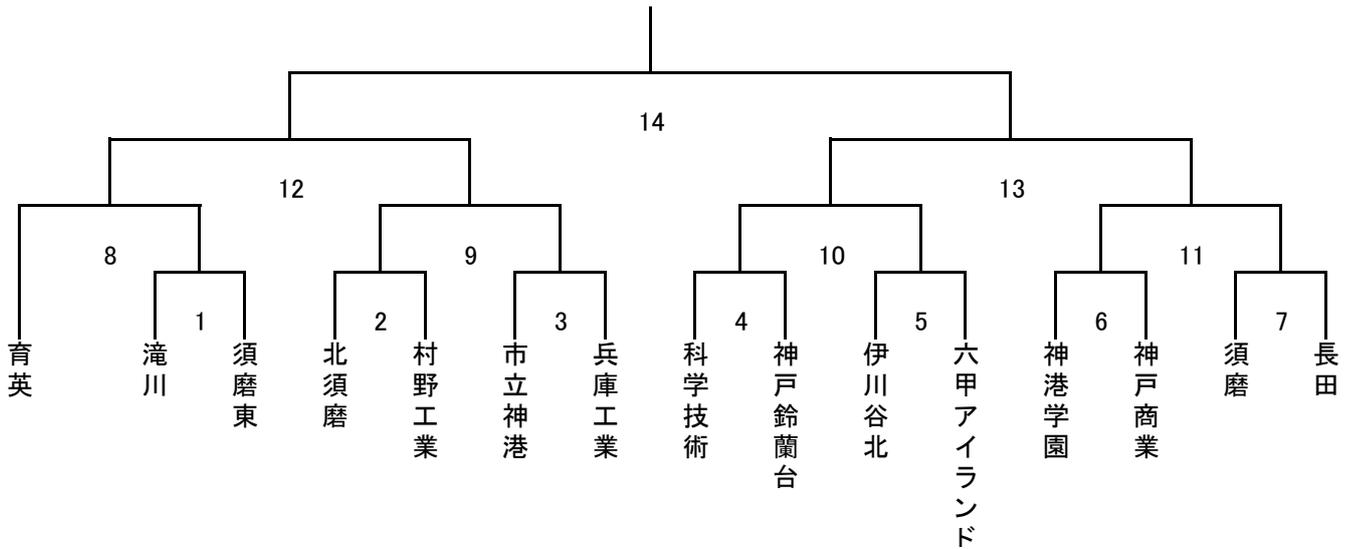 14
12
13
8
9
10
11
1
2
3
4
5
6
7
育英
滝川
須磨東
北須磨
村野工業
市立神港
兵庫工業
科学技術
神戸鈴蘭台
伊川谷北
六甲アイランド
神港学園
神戸商業
須磨
長田